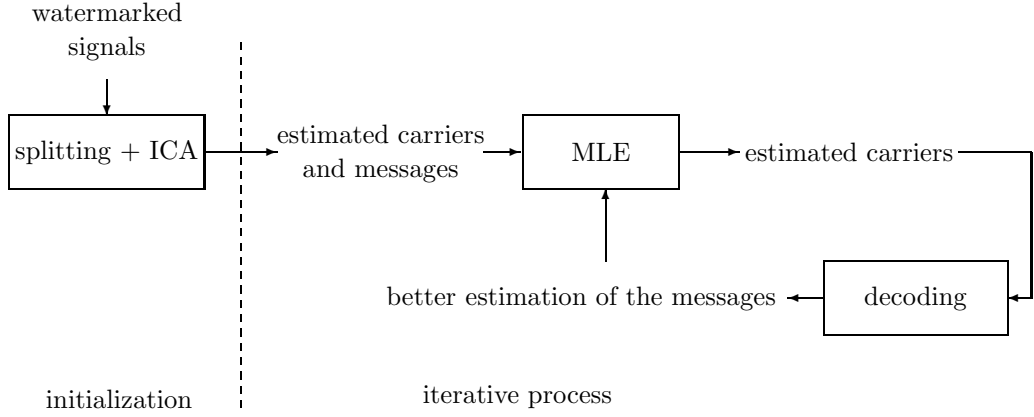 watermarked
signals
splitting + ICA
estimated carriers
and messages
MLE
estimated carriers
better estimation of the messages
decoding
initialization
iterative process